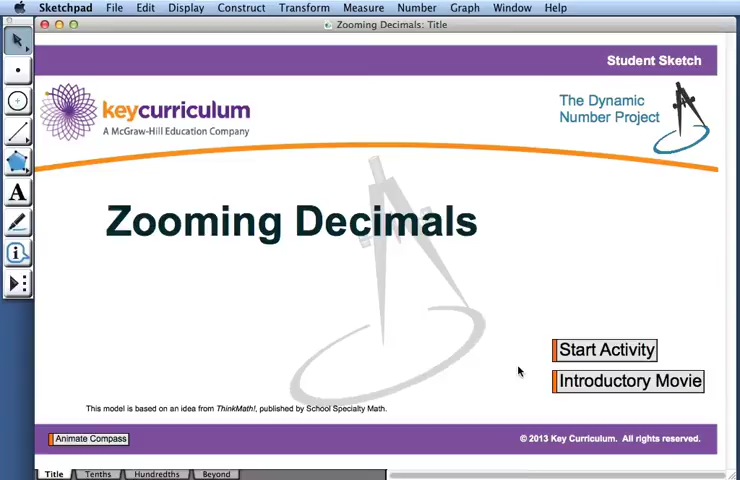 Sketchpad File Edit Display Construct Transform Measure Number Graph Window Help
Zooming Decimals: Title
Student Sketch
keycurriculum
A McGraw-Hill Education Company
The Dynamic
Number Project
Zooming Decimals
A
i
Start Activity
Introductory Movie
This model is based on an idea from ThinkMath!, published by School Specialty Math.
Animate Compass
© 2013 Key Curriculum. All rights reserved.
Title Tenths Hundredths Beyond